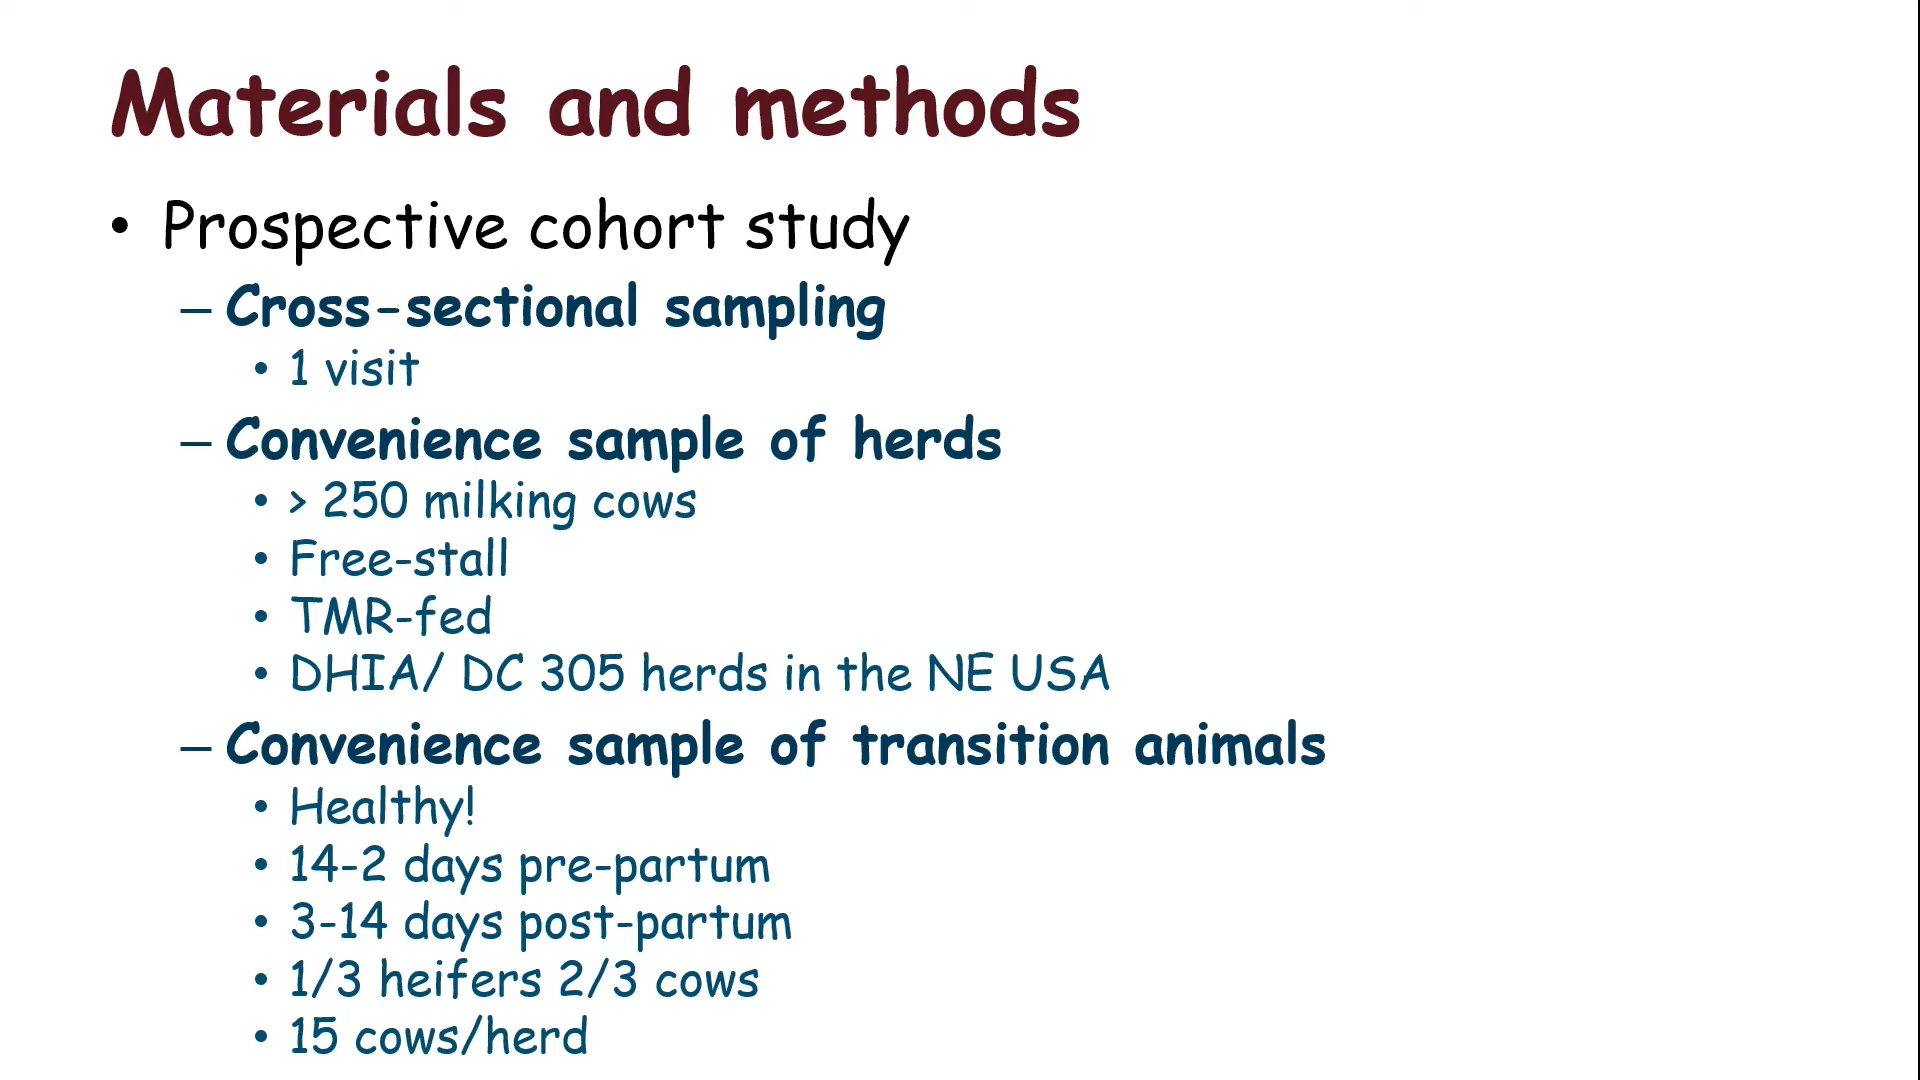 Materials and methods
• Prospective cohort study
– Cross-sectional sampling
• 1 visit
– Convenience sample of herds
• > 250 milking cows
• Free-stall
• TMR-fed
• DHIA/ DC 305 herds in the NE USA
– Convenience sample of transition animals
• Healthy!
• 14-2 days pre-partum
• 3-14 days post-partum
• 1/3 heifers 2/3 cows
• 15 cows/herd